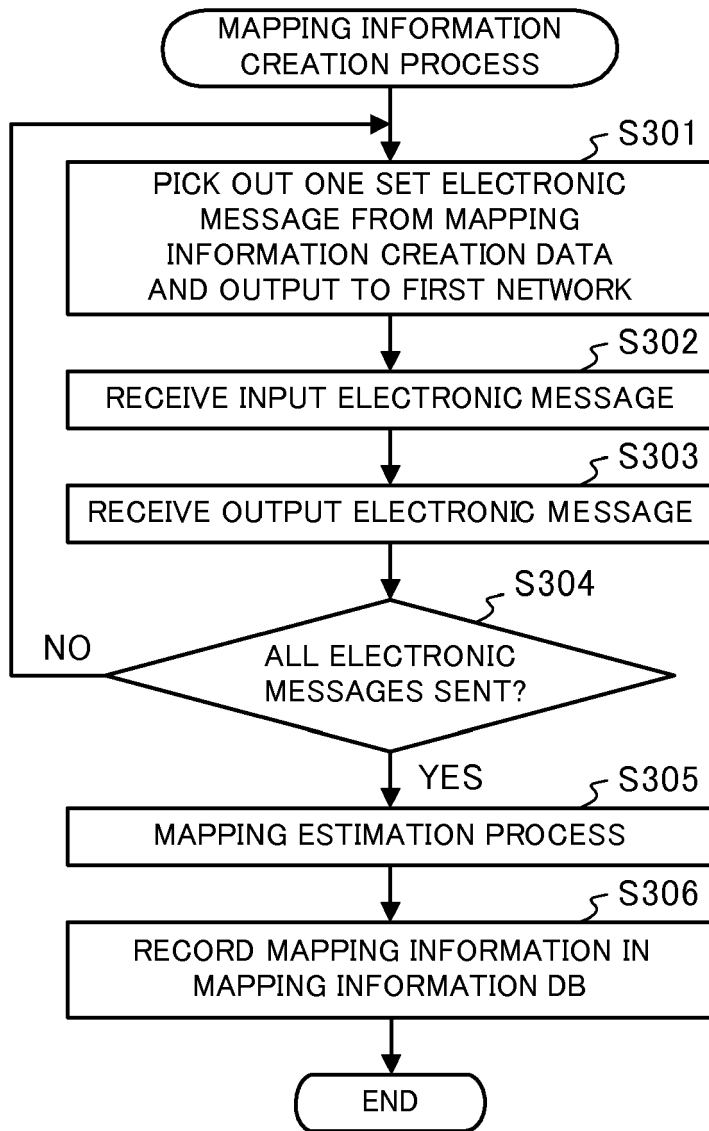 MAPPING INFORMATION
CREATION PROCESS
S301
PICK OUT ONE SET ELECTRONIC
MESSAGE FROM MAPPING
INFORMATION CREATION DATA
AND OUTPUT TO FIRST NETWORK
S302
RECEIVE INPUT ELECTRONIC MESSAGE
S303
RECEIVE OUTPUT ELECTRONIC MESSAGE
S304
ALL ELECTRONIC
MESSAGES SENT?
NO
YES
S305
MAPPING ESTIMATION PROCESS
S306
RECORD MAPPING INFORMATION IN
MAPPING INFORMATION DB
END